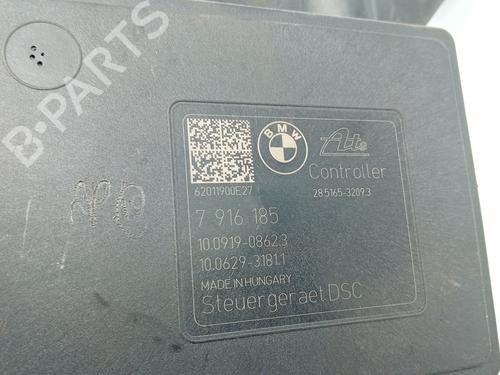 B-PARTS
BMW
Ate
Controller
62011900E27
28.5165-3209.3
7 916 185
10.0919-0862.3
10.0629-3181.1
MADE IN HUNGARY
Steuergeraet DSC